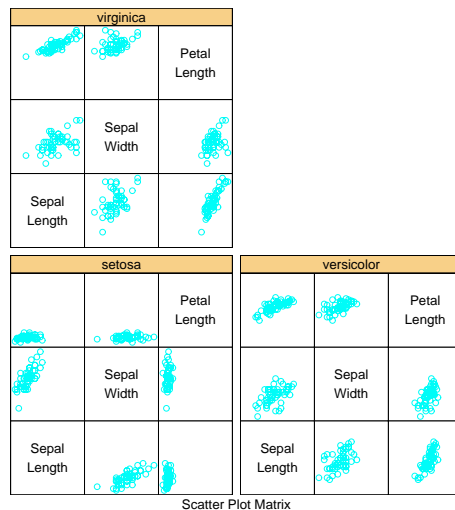 virginica
Petal
Length
Sepal
Width
Sepal
Length
setosa
Petal
Length
Sepal
Width
Sepal
Length
versicolor
Petal
Length
Sepal
Width
Sepal
Length
Scatter Plot Matrix